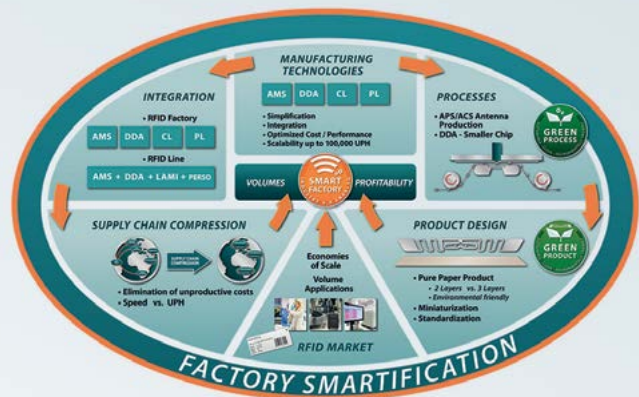 MANUFACTURING
TECHNOLOGIES
AMS DDA CL PL
• Simplification
• Integration
• Optimized Cost / Performance
• Scalability up to 100,000 UPH
INTEGRATION
• RFID Factory
AMS DDA CL PL
• RFID Line
AMS + DDA + LAMI + PERSO
PROCESSES
• APS/ACS Antenna
Production
• DDA - Smaller Chip
GREEN
PROCESS
VOLUMES
SMART
FACTORY
PROFITABILITY
SUPPLY CHAIN COMPRESSION
SUPPLY CHAIN
COMPRESSION
• Elimination of unproductive costs
• Speed vs. UPH
Economies
of Scale
Volume
Applications
RFID MARKET
PRODUCT DESIGN
GREEN
PRODUCT
• Pure Paper Product
• 2 Layers vs. 3 Layers
• Environmental friendly
• Miniaturization
• Standardization
FACTORY SMARTIFICATION